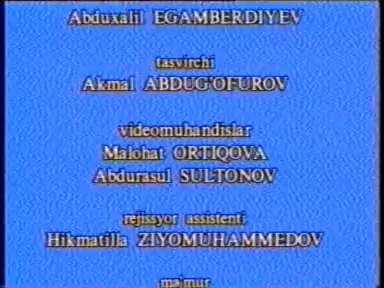 Abduxalil EGAMBERDIYEV
tasvirchi
Akmal ABDUG'OFUROV
videomuhandislar
Malohat ORTIQOVA
Abdurasul SULTONOV
rejissyor assistenti
Hikmatilla ZIYOMUHAMMEDOV